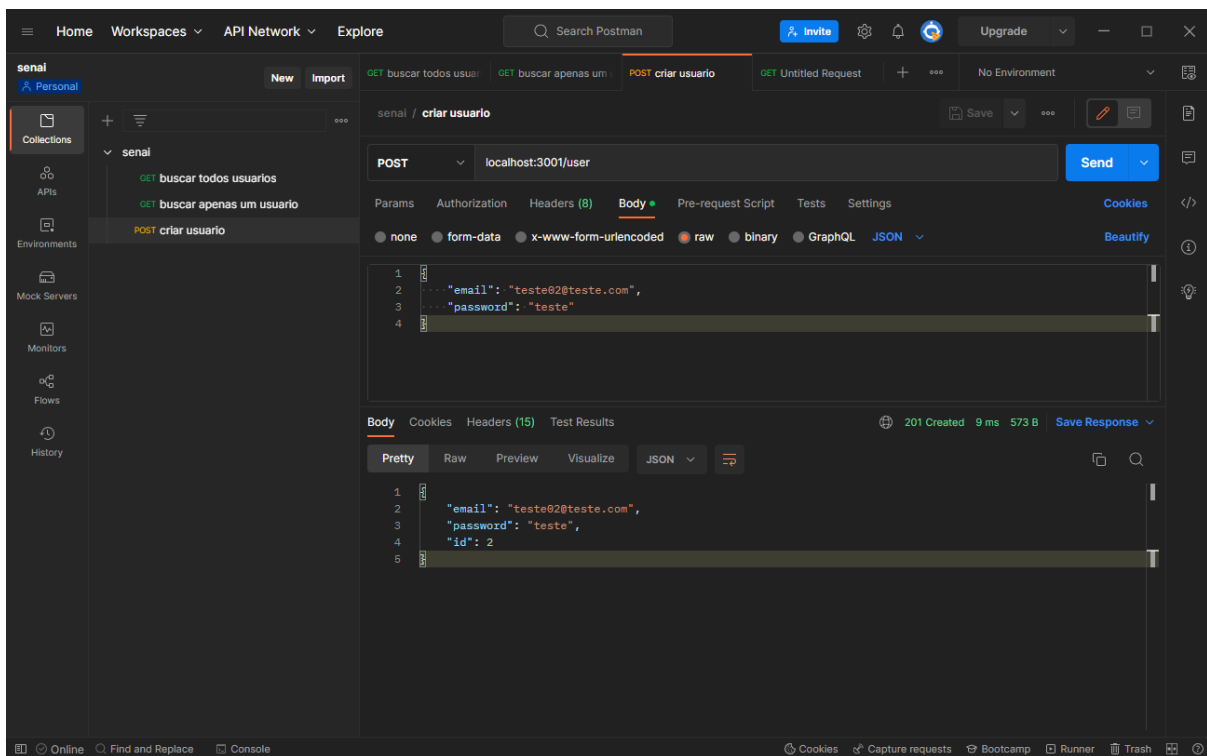 Home Workspaces API Network Explore Search Postman Invite Upgrade
senai
Personal
New Import
GET buscar todos usuar GET buscar apenas um POST criar usuario GET Untitled Request No Environment
senai / criar usuario Save
Collections
APIs
Environments
Mock Servers
Monitors
Flows
History
senai
GET buscar todos usuarios
GET buscar apenas um usuario
POST criar usuario
POST localhost:3001/user Send
Params Authorization Headers (8) Body Pre-request Script Tests Settings Cookies
none form-data x-www-form-urlencoded raw binary GraphQL JSON Beautify
1 {
2 "email": "teste02@teste.com",
3 "password": "teste"
4 }
Body Cookies Headers (15) Test Results 201 Created 9 ms 573 B Save Response
Pretty Raw Preview Visualize JSON
1 {
2 "email": "teste02@teste.com",
3 "password": "teste",
4 "id": 2
5 }
Online Find and Replace Console Cookies Capture requests Bootcamp Runner Trash